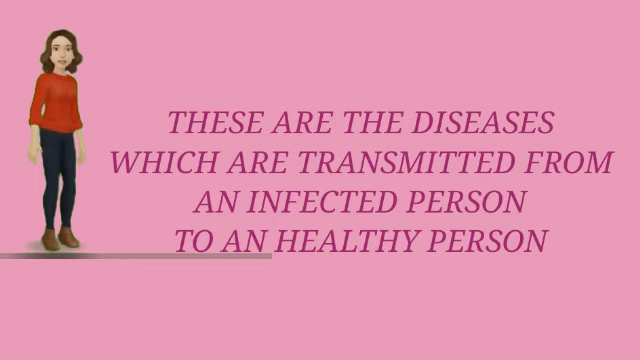 THESE ARE THE DISEASES
WHICH ARE TRANSMITTED FROM
AN INFECTED PERSON
TO AN HEALTHY PERSON